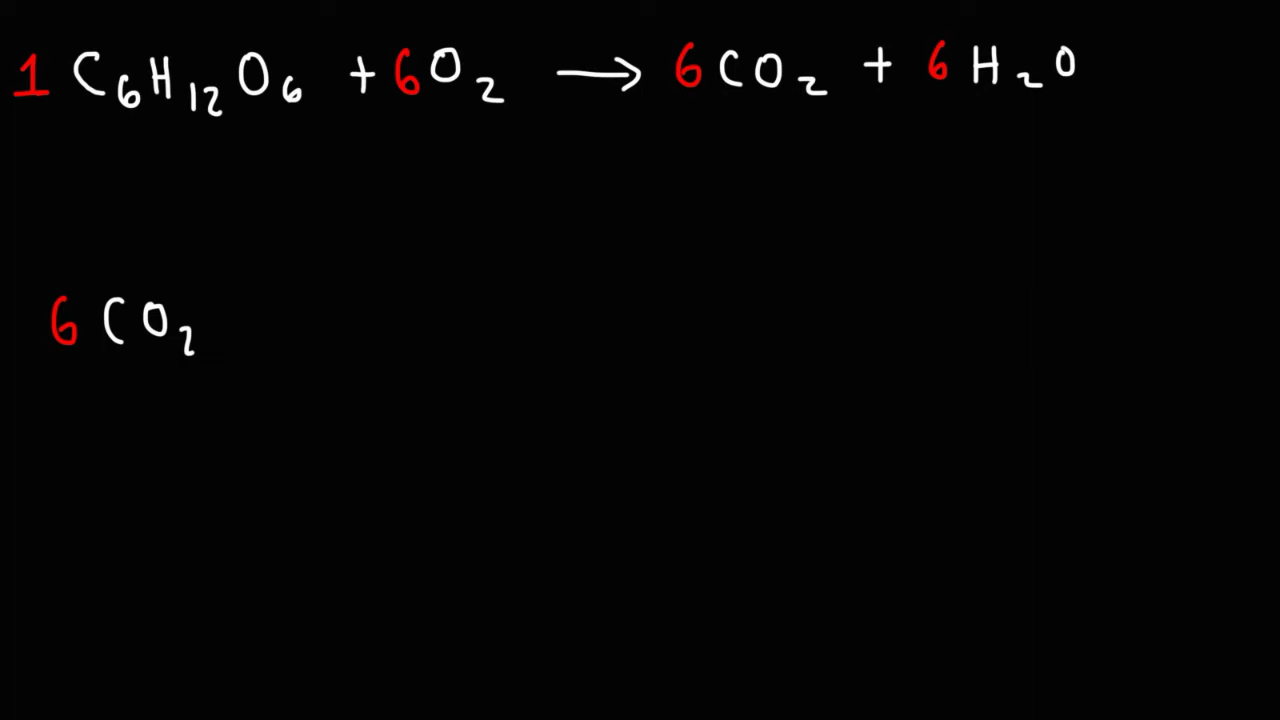 1 C₆H₁₂O₆ + 6O₂ → 6CO₂ + 6H₂O
6CO₂